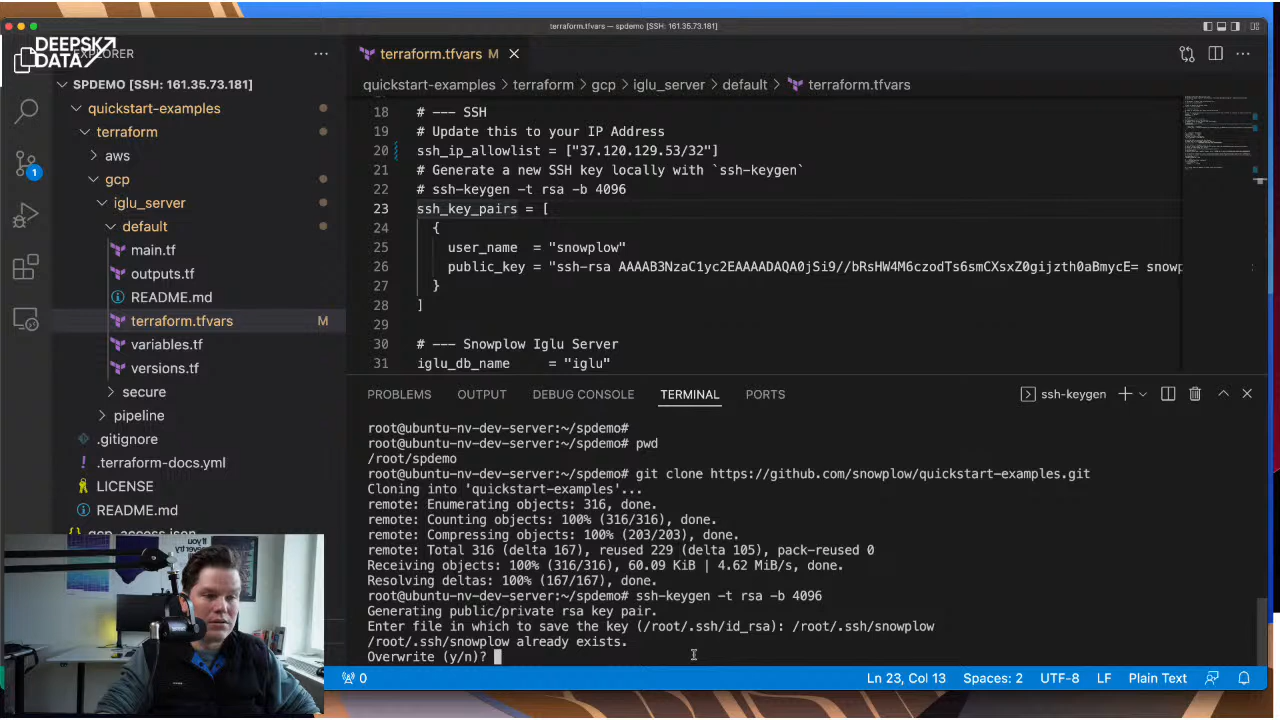 terraform.tfvars — spdemo [SSH: 161.35.73.181]
DEEPSKY
DATA
EXPLORER
terraform.tfvars M
SPDEMO [SSH: 161.35.73.181]
quickstart-examples
terraform
aws
gcp
iglu_server
default
main.tf
outputs.tf
README.md
terraform.tfvars M
variables.tf
versions.tf
secure
pipeline
.gitignore
.terraform-docs.yml
LICENSE
README.md
1
quickstart-examples > terraform > gcp > iglu_server > default > terraform.tfvars
18 # --- SSH
19 # Update this to your IP Address
20 ssh_ip_allowlist = ["37.120.129.53/32"]
21 # Generate a new SSH key locally with `ssh-keygen`
22 # ssh-keygen -t rsa -b 4096
23 ssh_key_pairs = [
24 {
25 user_name = "snowplow"
26 public_key = "ssh-rsa AAAAB3NzaC1yc2EAAAADAQA0jSi9//bRsHW4M6czodTs6smCXsxZ0gijzth0aBmycE= snowp
27 }
28 ]
29
30 # --- Snowplow Iglu Server
31 iglu_db_name = "iglu"
PROBLEMS OUTPUT DEBUG CONSOLE TERMINAL PORTS ssh-keygen
root@ubuntu-nv-dev-server:~/spdemo#
root@ubuntu-nv-dev-server:~/spdemo# pwd
/root/spdemo
root@ubuntu-nv-dev-server:~/spdemo# git clone https://github.com/snowplow/quickstart-examples.git
Cloning into 'quickstart-examples'...
remote: Enumerating objects: 316, done.
remote: Counting objects: 100% (316/316), done.
remote: Compressing objects: 100% (203/203), done.
remote: Total 316 (delta 167), reused 229 (delta 105), pack-reused 0
Receiving objects: 100% (316/316), 60.09 KiB | 4.62 MiB/s, done.
Resolving deltas: 100% (167/167), done.
root@ubuntu-nv-dev-server:~/spdemo# ssh-keygen -t rsa -b 4096
Generating public/private rsa key pair.
Enter file in which to save the key (/root/.ssh/id_rsa): /root/.ssh/snowplow
/root/.ssh/snowplow already exists.
Overwrite (y/n)?
0
Ln 23, Col 13 Spaces: 2 UTF-8 LF Plain Text